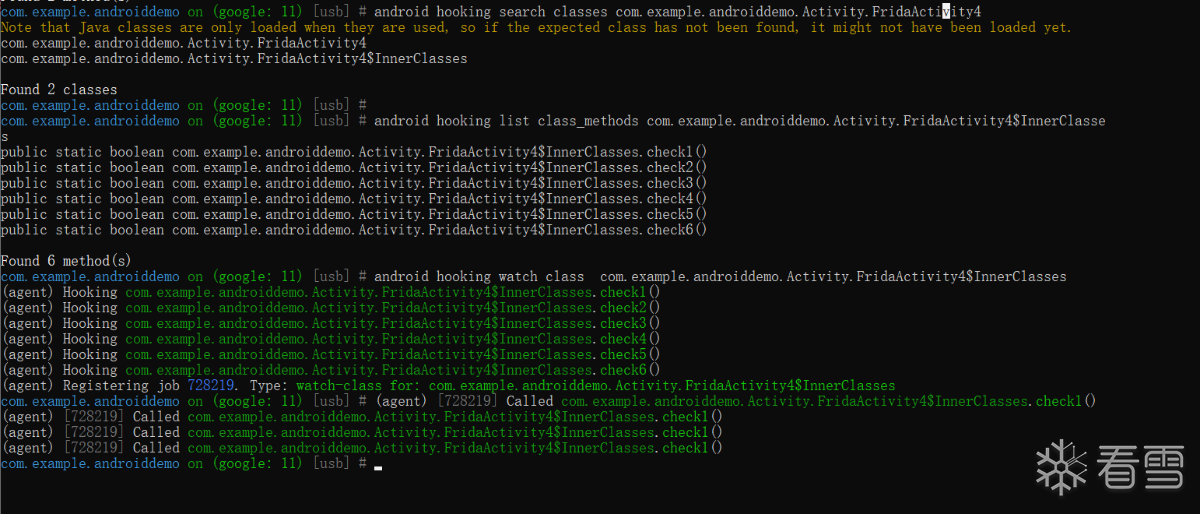 com.example.androiddemo on (google: 11) [usb] # android hooking search classes com.example.androiddemo.Activity.FridaActivity4
Note that Java classes are only loaded when they are used, so if the expected class has not been found, it might not have been loaded yet.
com.example.androiddemo.Activity.FridaActivity4
com.example.androiddemo.Activity.FridaActivity4$InnerClasses
Found 2 classes
com.example.androiddemo on (google: 11) [usb] #
com.example.androiddemo on (google: 11) [usb] # android hooking list class_methods com.example.androiddemo.Activity.FridaActivity4$InnerClasse
s
public static boolean com.example.androiddemo.Activity.FridaActivity4$InnerClasses.check1()
public static boolean com.example.androiddemo.Activity.FridaActivity4$InnerClasses.check2()
public static boolean com.example.androiddemo.Activity.FridaActivity4$InnerClasses.check3()
public static boolean com.example.androiddemo.Activity.FridaActivity4$InnerClasses.check4()
public static boolean com.example.androiddemo.Activity.FridaActivity4$InnerClasses.check5()
public static boolean com.example.androiddemo.Activity.FridaActivity4$InnerClasses.check6()
Found 6 method(s)
com.example.androiddemo on (google: 11) [usb] # android hooking watch class  com.example.androiddemo.Activity.FridaActivity4$InnerClasses
(agent) Hooking com.example.androiddemo.Activity.FridaActivity4$InnerClasses.check1()
(agent) Hooking com.example.androiddemo.Activity.FridaActivity4$InnerClasses.check2()
(agent) Hooking com.example.androiddemo.Activity.FridaActivity4$InnerClasses.check3()
(agent) Hooking com.example.androiddemo.Activity.FridaActivity4$InnerClasses.check4()
(agent) Hooking com.example.androiddemo.Activity.FridaActivity4$InnerClasses.check5()
(agent) Hooking com.example.androiddemo.Activity.FridaActivity4$InnerClasses.check6()
(agent) Registering job 728219. Type: watch-class for: com.example.androiddemo.Activity.FridaActivity4$InnerClasses
com.example.androiddemo on (google: 11) [usb] # (agent) [728219] Called com.example.androiddemo.Activity.FridaActivity4$InnerClasses.check1()
(agent) [728219] Called com.example.androiddemo.Activity.FridaActivity4$InnerClasses.check1()
(agent) [728219] Called com.example.androiddemo.Activity.FridaActivity4$InnerClasses.check1()
(agent) [728219] Called com.example.androiddemo.Activity.FridaActivity4$InnerClasses.check1()
com.example.androiddemo on (google: 11) [usb] #
看雪